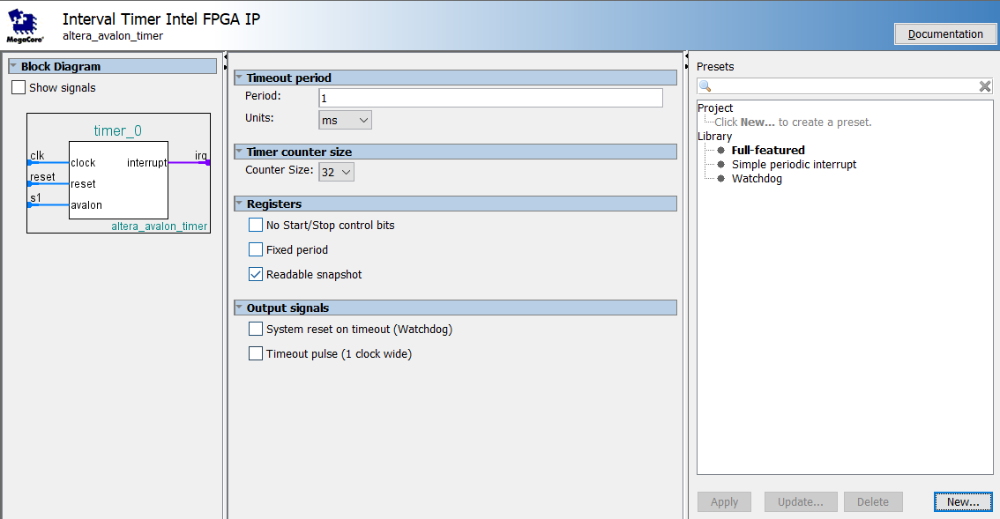 Interval Timer Intel FPGA IP
altera_avalon_timer
MegaCore®
Documentation
Block Diagram
Show signals
timer_0
clk
clock
interrupt
irq
reset
reset
s1
avalon
altera_avalon_timer
Timeout period
Period: 1
Units: ms
Timer counter size
Counter Size: 32
Registers
No Start/Stop control bits
Fixed period
Readable snapshot
Output signals
System reset on timeout (Watchdog)
Timeout pulse (1 clock wide)
Presets
Project
Click New... to create a preset.
Library
Full-featured
Simple periodic interrupt
Watchdog
Apply Update... Delete New...